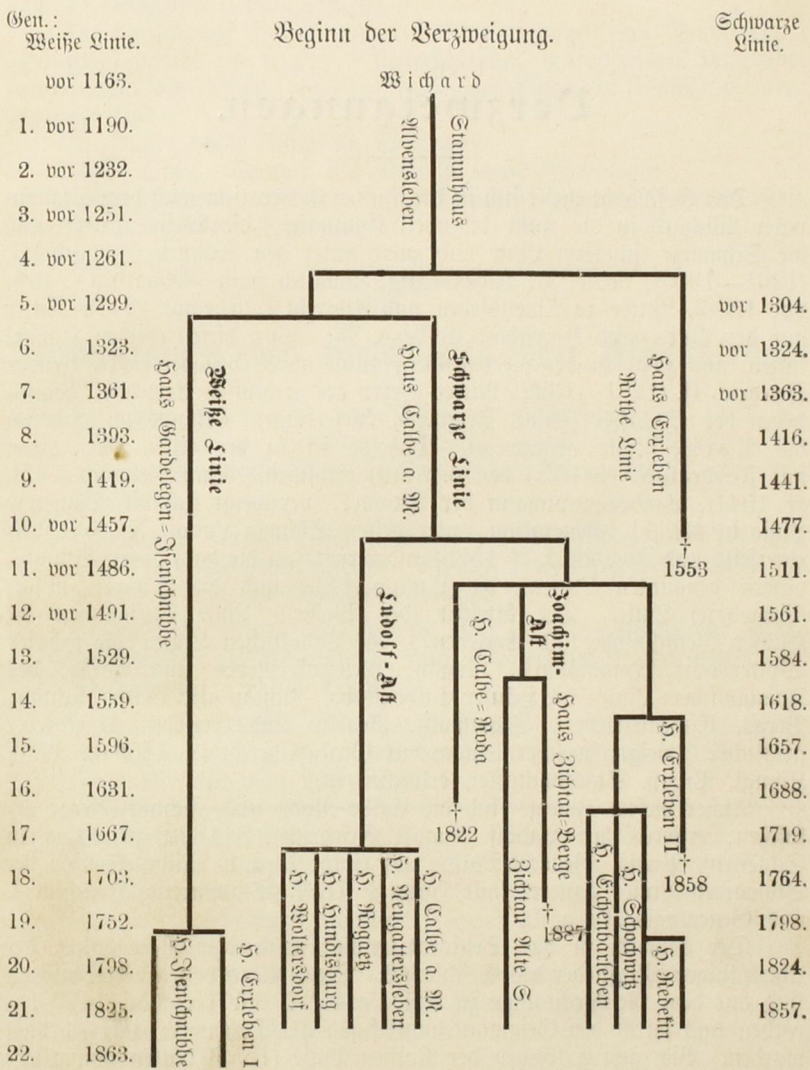 Gen.:
Weiße Linie.
Beginn der Verzweigung.
Schwarze
Linie.
vor 1163.
Wichard
1. vor 1190.
Stammhaus
Alvensleben
2. vor 1232.
3. vor 1251.
4. vor 1261.
5. vor 1299.
vor 1304.
6. 1323.
vor 1324.
7. 1361.
vor 1363.
8. 1393.
1416.
9. 1419.
1441.
10. vor 1457.
1477.
11. vor 1486.
1511.
12. vor 1491.
1561.
13. 1529.
1584.
14. 1559.
1618.
15. 1596.
1657.
16. 1631.
1688.
17. 1667.
1719.
18. 1703.
1764.
19. 1752.
1798.
20. 1798.
1824.
21. 1825.
1857.
22. 1863.
Weiße Linie
Haus Gardelegen=Isenschnibbe
Schwarze Linie
Haus Calbe a. M.
Haus Erxleben
Rothe Linie
† 1553
Ludolf-Ast
Joachim-
Ast
H. Calbe=Roba
† 1822
Haus Zichtau=Berge
† 1887
Zichtau Alte S.
H. Erxleben II
† 1858
H. Eichenbarleben
H. Schochwitz
H. Redekin
H. Woltersdorf
H. Hundisburg
H. Rogaetz
H. Neugattersleben
H. Calbe a. M.
H. Isenschnibbe
H. Erxleben I